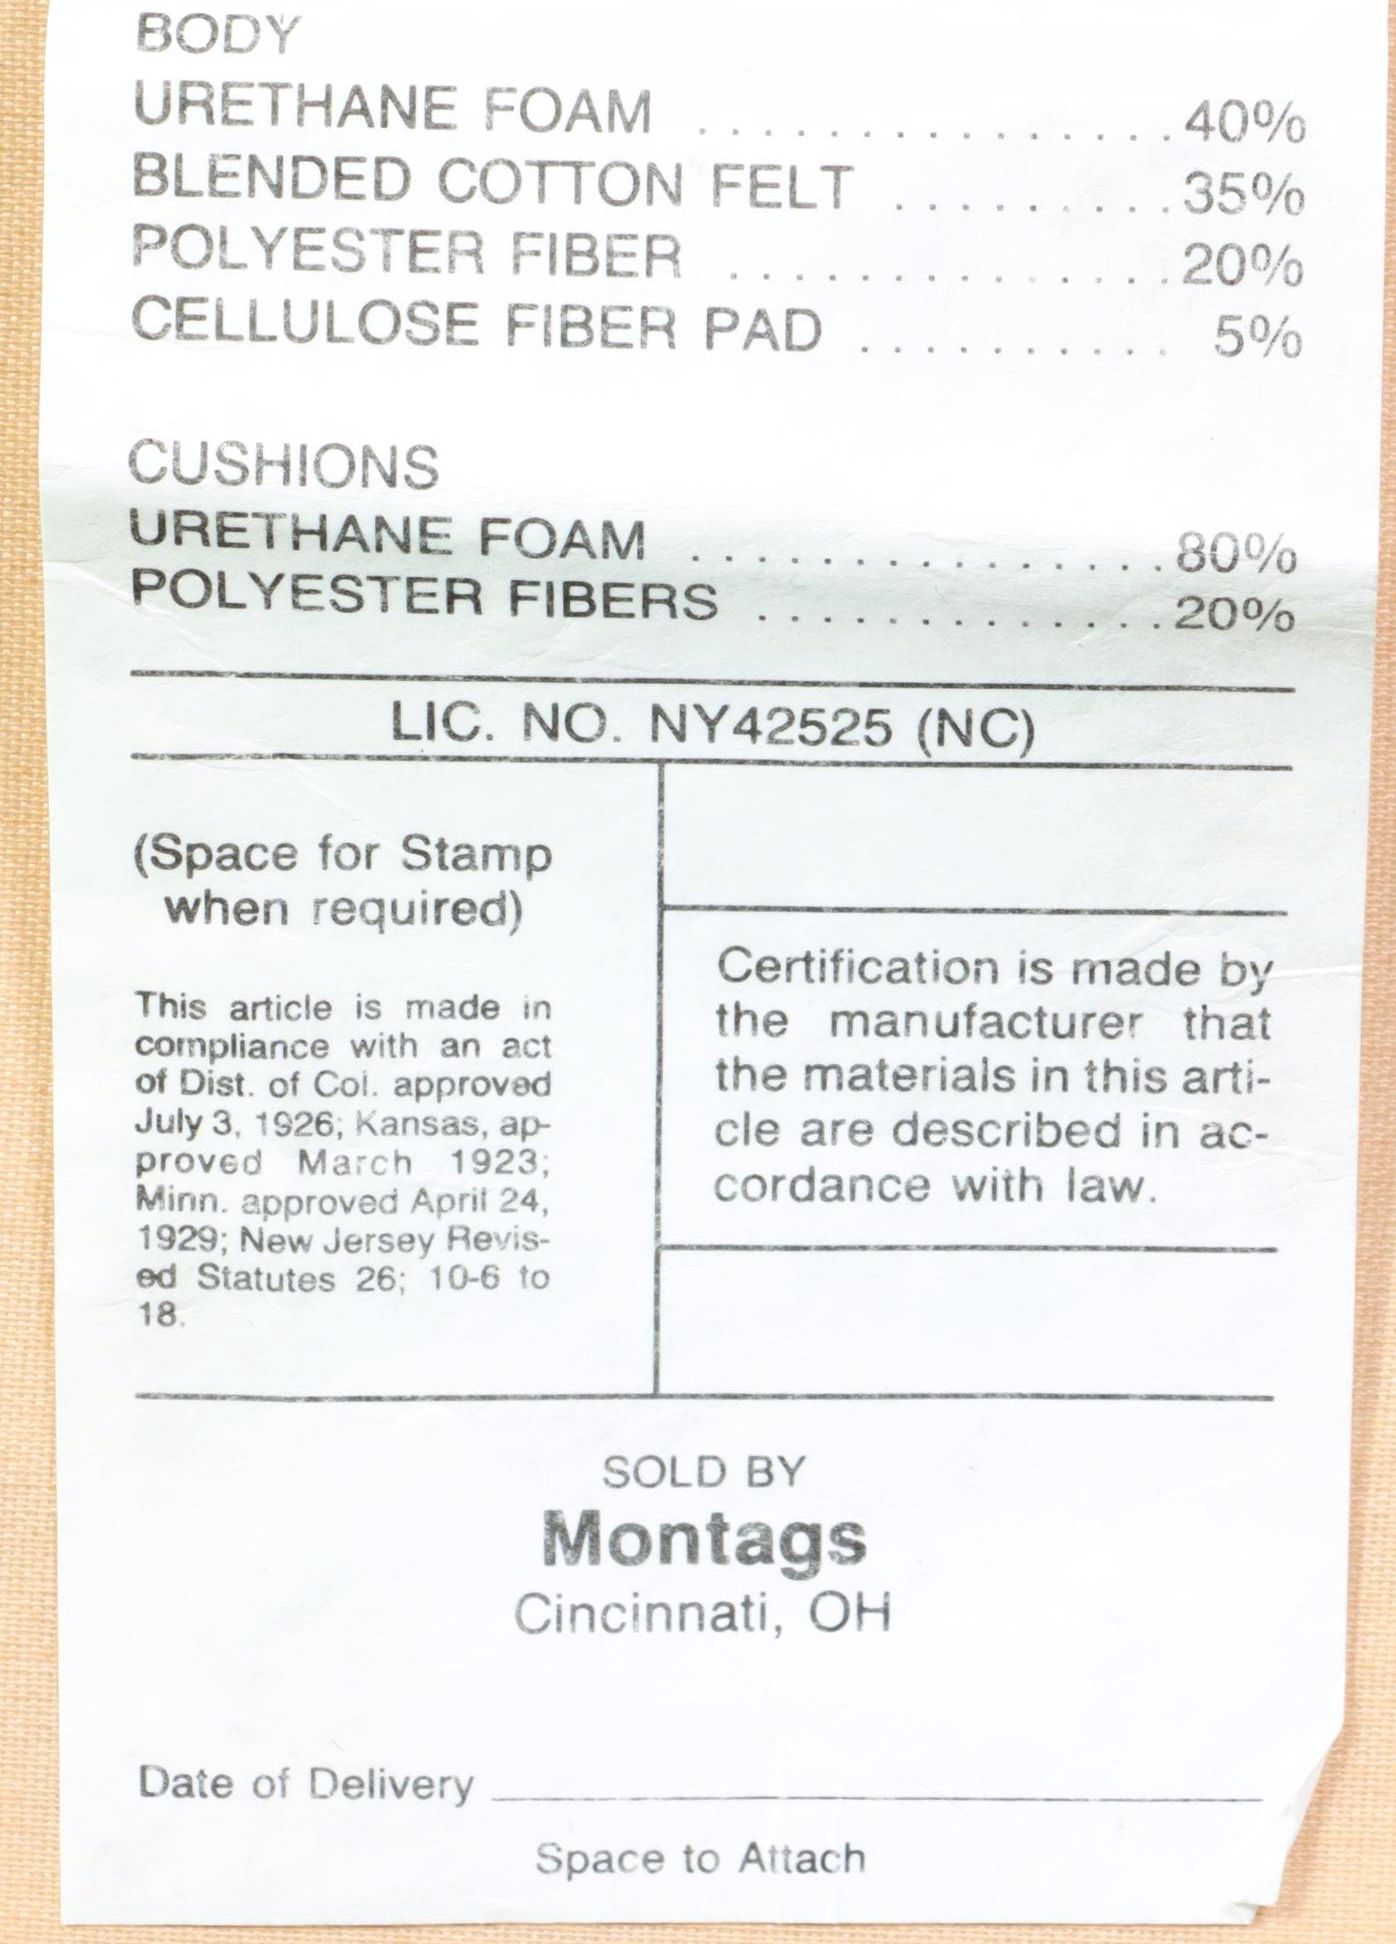 BODY
URETHANE FOAM ................ 40%
BLENDED COTTON FELT ......... 35%
POLYESTER FIBER .............. 20%
CELLULOSE FIBER PAD .......... 5%
CUSHIONS
URETHANE FOAM ............... 80%
POLYESTER FIBERS ............. 20%
LIC. NO. NY42525 (NC)
(Space for Stamp
when required)
This article is made in
compliance with an act
of Dist. of Col. approved
July 3, 1926; Kansas, ap-
proved March 1923;
Minn. approved April 24,
1929; New Jersey Revis-
ed Statutes 26; 10-6 to
18.
Certification is made by
the manufacturer that
the materials in this arti-
cle are described in ac-
cordance with law.
SOLD BY
Montags
Cincinnati, OH
Date of Delivery
Space to Attach